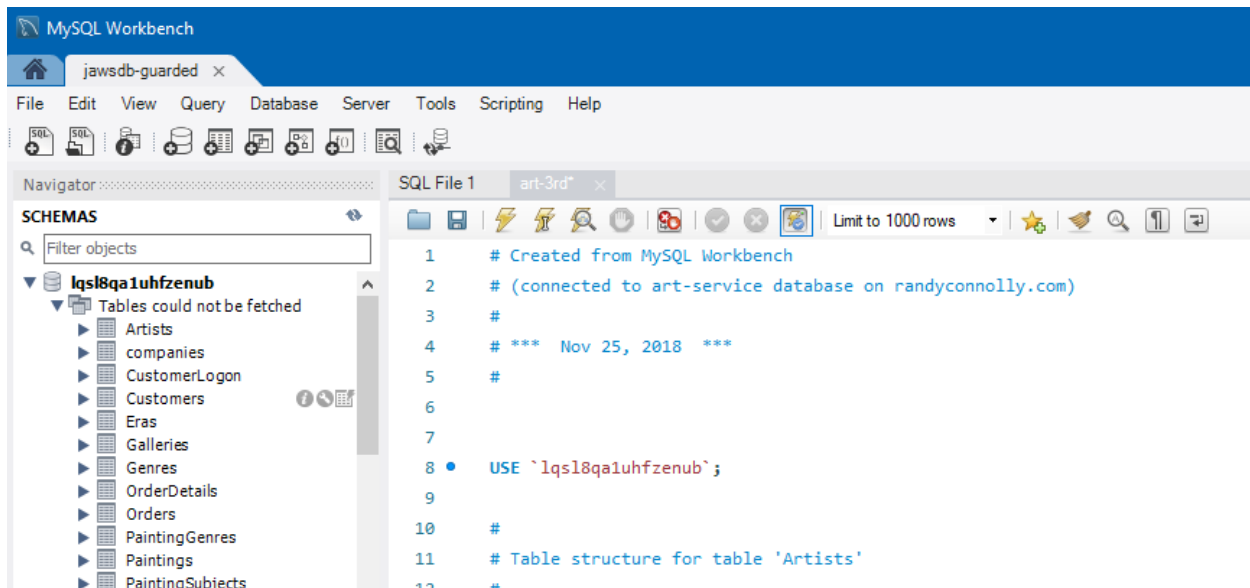 MySQL Workbench
jawsdb-guarded
File Edit View Query Database Server Tools Scripting Help
Navigator
SCHEMAS
Filter objects
lqsl8qa1uhfzenub
Tables could not be fetched
Artists
companies
CustomerLogon
Customers
Eras
Galleries
Genres
OrderDetails
Orders
PaintingGenres
Paintings
PaintingSubjects
SQL File 1 art-3rd*
Limit to 1000 rows
1 # Created from MySQL Workbench
2 # (connected to art-service database on randyconnolly.com)
3 #
4 # *** Nov 25, 2018 ***
5 #
6
7
8 USE `lqsl8qa1uhfzenub`;
9
10 #
11 # Table structure for table 'Artists'
12 #